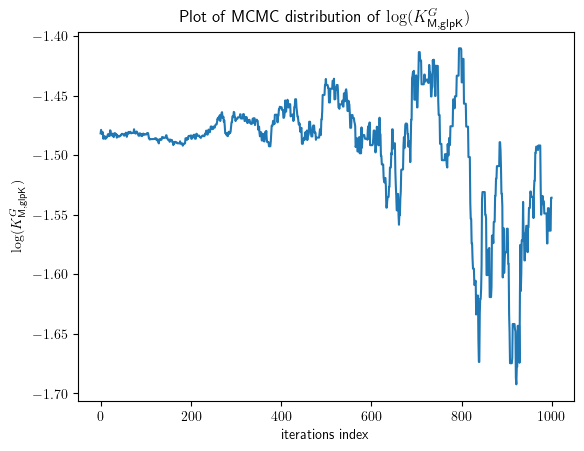 Plot of MCMC distribution of log(K^G_M,glpK)
−1.40
−1.45
−1.50
−1.55
−1.60
−1.65
−1.70
log(K^G_M,glpK)
0 200 400 600 800 1000
iterations index